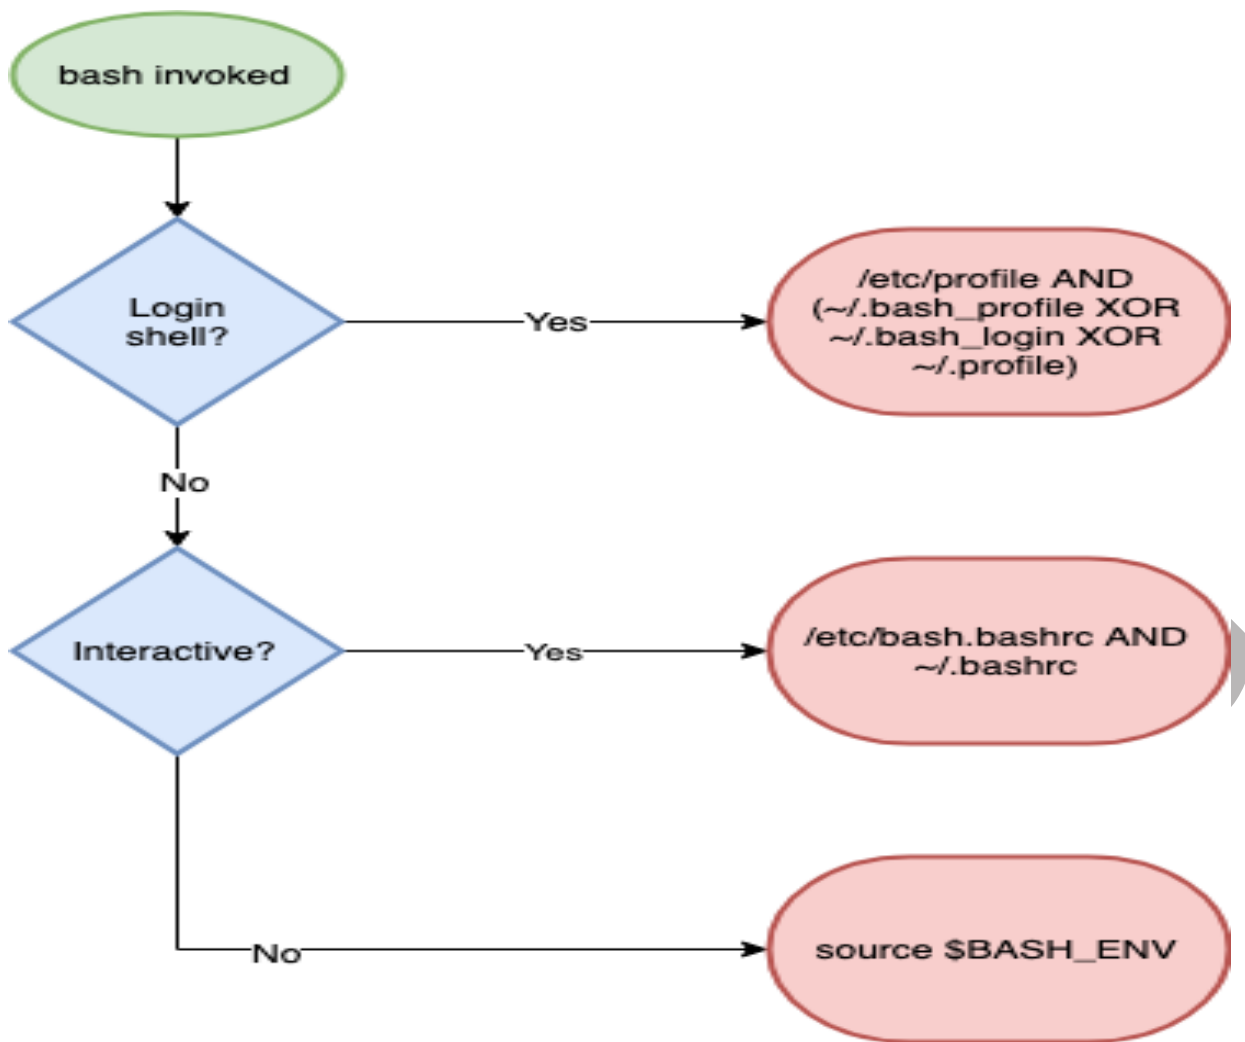 bash invoked
Login
shell?
Yes
/etc/profile AND
(~/.bash_profile XOR
~/.bash_login XOR
~/.profile)
No
Interactive?
Yes
/etc/bash.bashrc AND
~/.bashrc
No
source $BASH_ENV